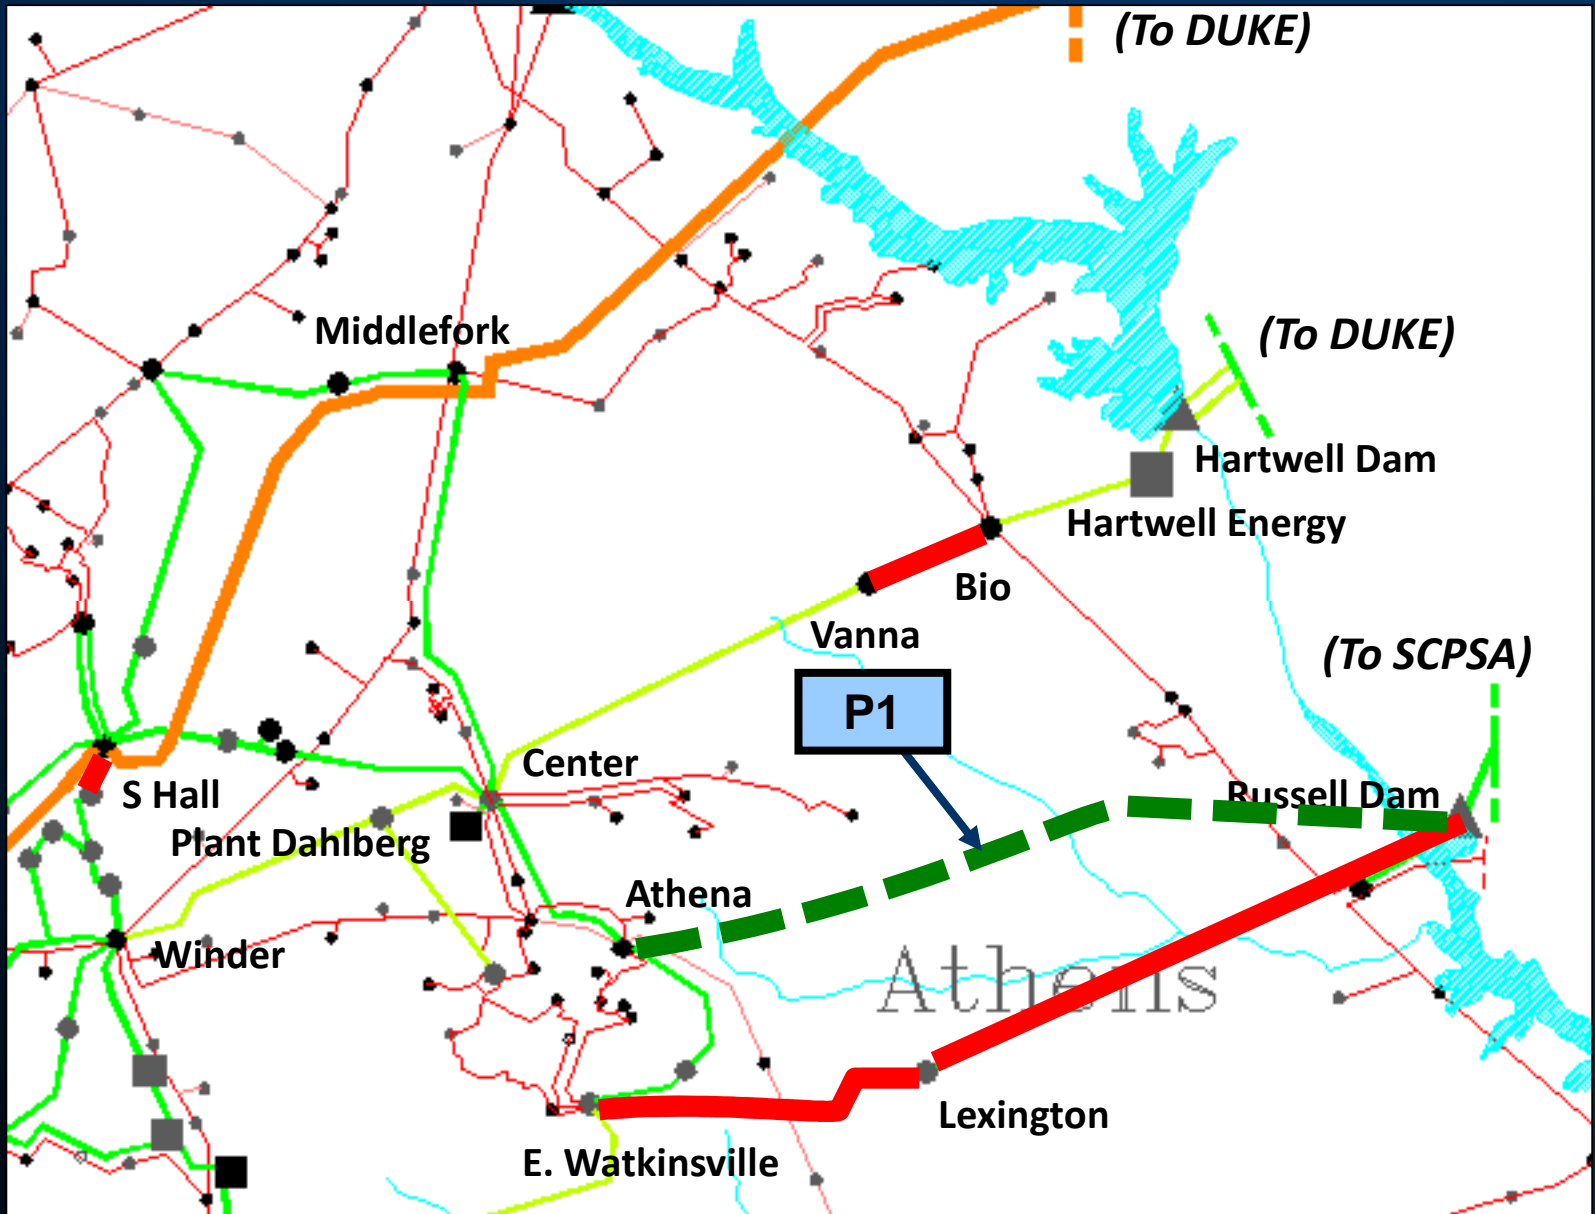 (To DUKE)
Middlefork
(To DUKE)
Hartwell Dam
Hartwell Energy
Bio
Vanna
(To SCPSA)
P1
Center
S Hall
Russell Dam
Plant Dahlberg
Athena
Winder
Athens
Lexington
E. Watkinsville